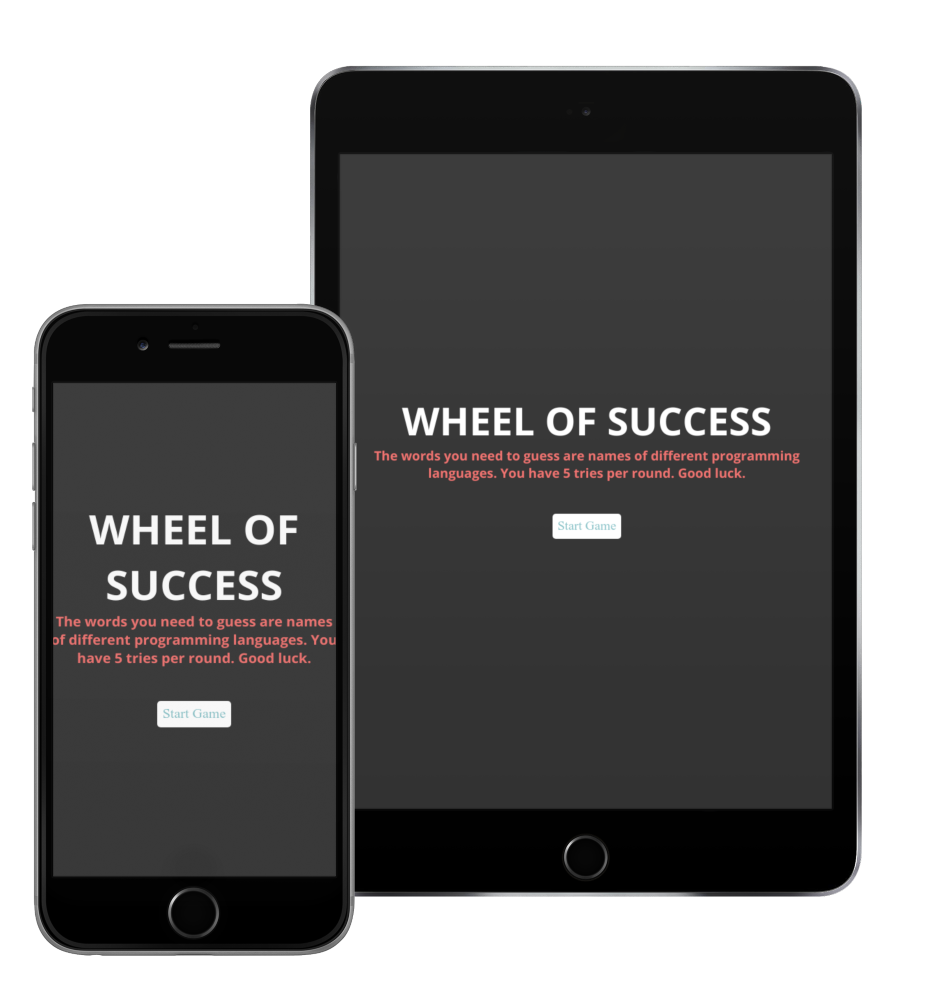 WHEEL OF SUCCESS
The words you need to guess are names of different programming
languages. You have 5 tries per round. Good luck.
Start Game
WHEEL OF
SUCCESS
The words you need to guess are names
of different programming languages. You
have 5 tries per round. Good luck.
Start Game